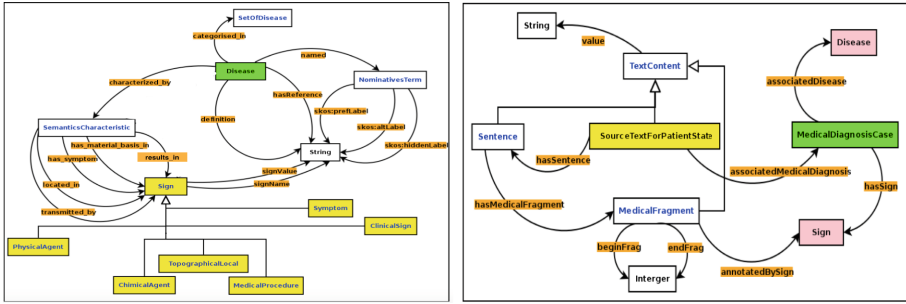 SetOfDisease
categorised_in
Disease
named
characterized_by
hasReference
NominativesTerm
definition
skos:prefLabel
skos:altLabel
skos:hiddenLabel
SemanticsCharacteristic
has_material_basis_in
has_symptom
results_in
String
located_in
transmitted_by
Sign
signValue
signName
Symptom
ClinicalSign
PhysicalAgent
TopographicalLocal
ChimicalAgent
MedicalProcedure
String
value
TextContent
Disease
associatedDisease
Sentence
SourceTextForPatientState
MedicalDiagnosisCase
hasSentence
associatedMedicalDiagnosis
hasSign
hasMedicalFragment
MedicalFragment
beginFrag
endFrag
Sign
annotatedBySign
Interger